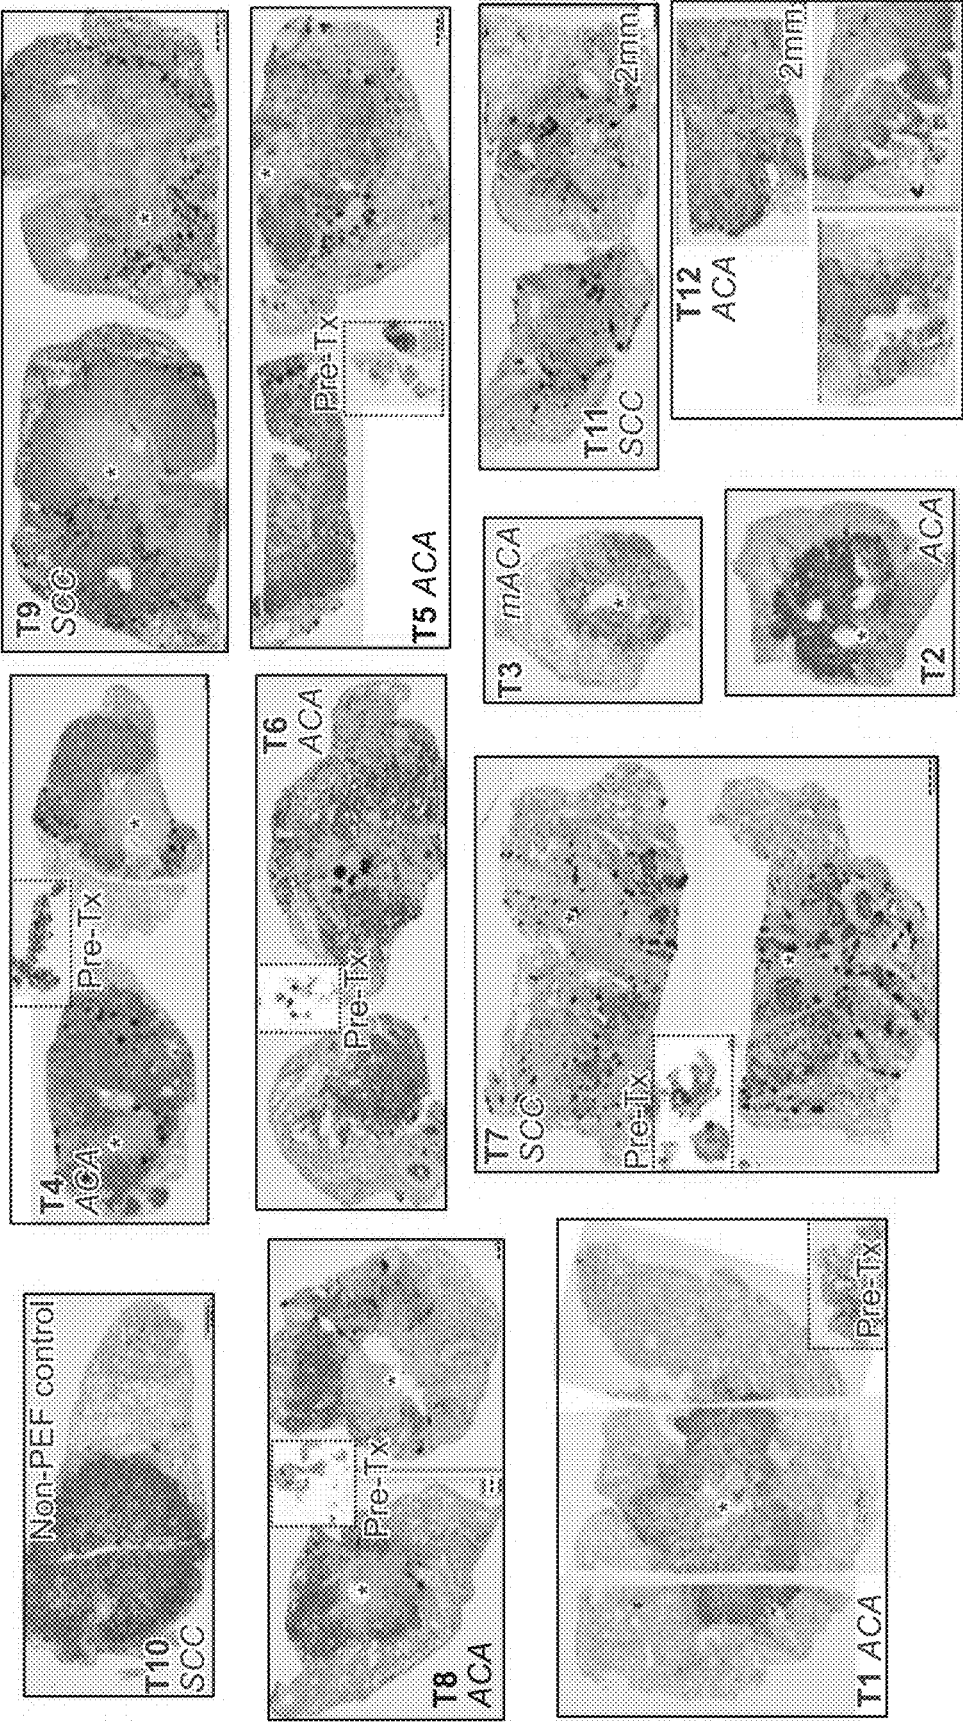 Non-PEF control
T10
SCC
T4
ACA
Pre-Tx
T9
SCC
T8
ACA
Pre-Tx
T6
ACA
Pre-Tx
T5 ACA
Pre-Tx
T1 ACA
Pre-Tx
T7
SCC
Pre-Tx
T3
mACA
T2
ACA
T11
SCC
2mm
T12
ACA
2mm